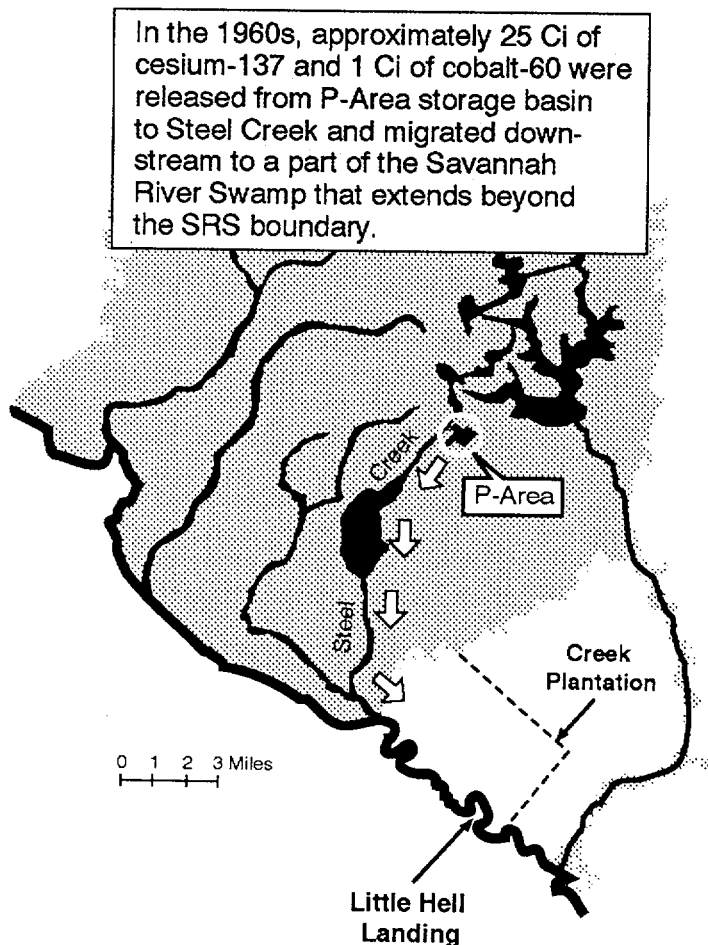 In the 1960s, approximately 25 Ci of
cesium-137 and 1 Ci of cobalt-60 were
released from P-Area storage basin
to Steel Creek and migrated down-
stream to a part of the Savannah
River Swamp that extends beyond
the SRS boundary.
Creek
P-Area
Steel
Creek
Plantation
0 1 2 3 Miles
Little Hell
Landing